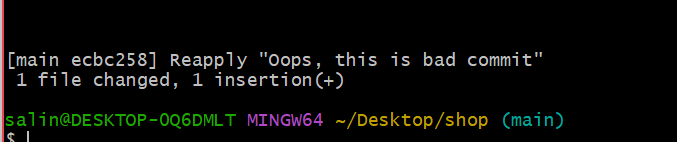 [main ecbc258] Reapply "Oops, this is bad commit"
1 file changed, 1 insertion(+)
salin@DESKTOP-0Q6DMLT MINGW64 ~/Desktop/shop (main)
$